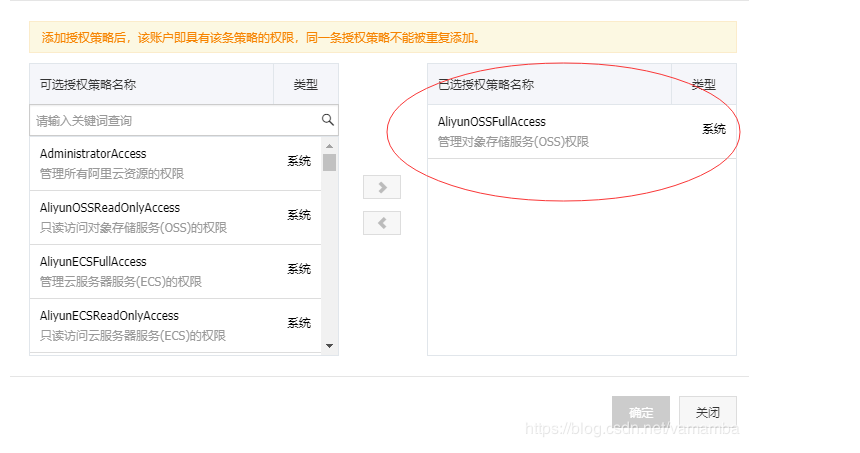 添加授权策略后，该账户即具有该条策略的权限，同一条授权策略不能被重复添加。
可选授权策略名称 类型
请输入关键词查询
AdministratorAccess 系统
管理所有阿里云资源的权限
AliyunOSSReadOnlyAccess 系统
只读访问对象存储服务(OSS)的权限
AliyunECSFullAccess 系统
管理云服务器服务(ECS)的权限
AliyunECSReadOnlyAccess 系统
只读访问云服务器服务(ECS)的权限
已选授权策略名称 类型
AliyunOSSFullAccess 系统
管理对象存储服务(OSS)权限
确定 关闭
https://blog.csdn.net/vamamba